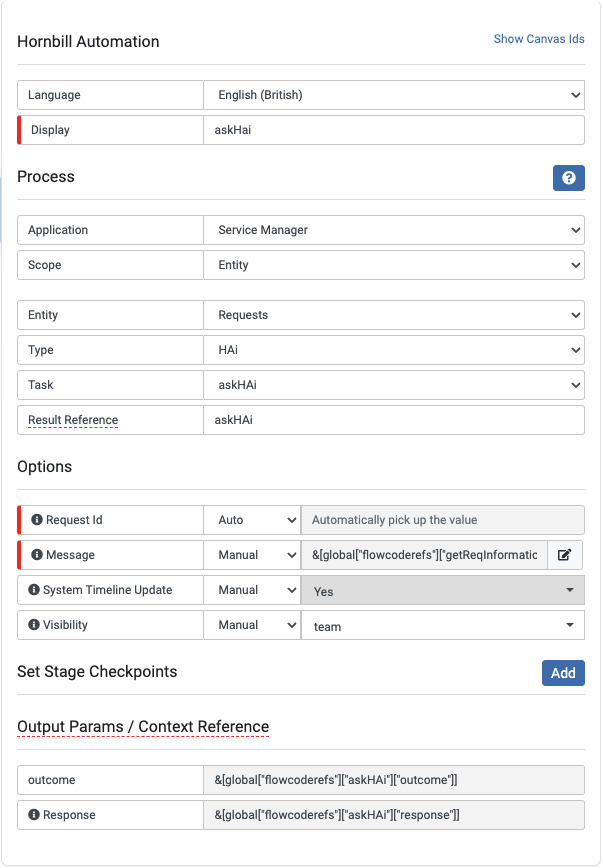 Hornbill Automation Show Canvas Ids
Language English (British)
Display askHai
Process
Application Service Manager
Scope Entity
Entity Requests
Type HAi
Task askHAi
Result Reference askHAi
Options
Request Id Auto Automatically pick up the value
Message Manual &[global["flowcoderefs"]["getReqInformatic
System Timeline Update Manual Yes
Visibility Manual team
Set Stage Checkpoints Add
Output Params / Context Reference
outcome &[global["flowcoderefs"]["askHAi"]["outcome"]]
Response &[global["flowcoderefs"]["askHAi"]["response"]]